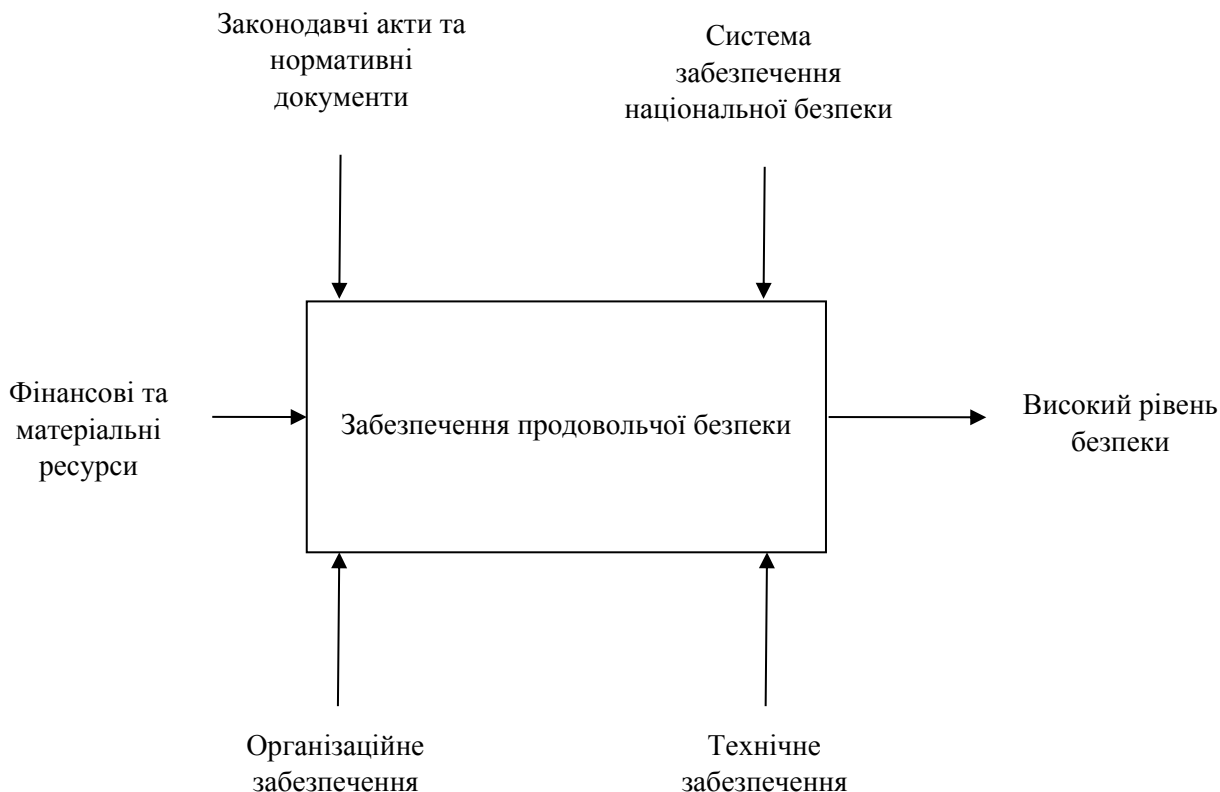 Законодавчі акти та
нормативні
документи
Система
забезпечення
національної безпеки
Фінансові та
матеріальні
ресурси
Забезпечення продовольчої безпеки
Високий рівень
безпеки
Організаційне
забезпечення
Технічне
забезпечення